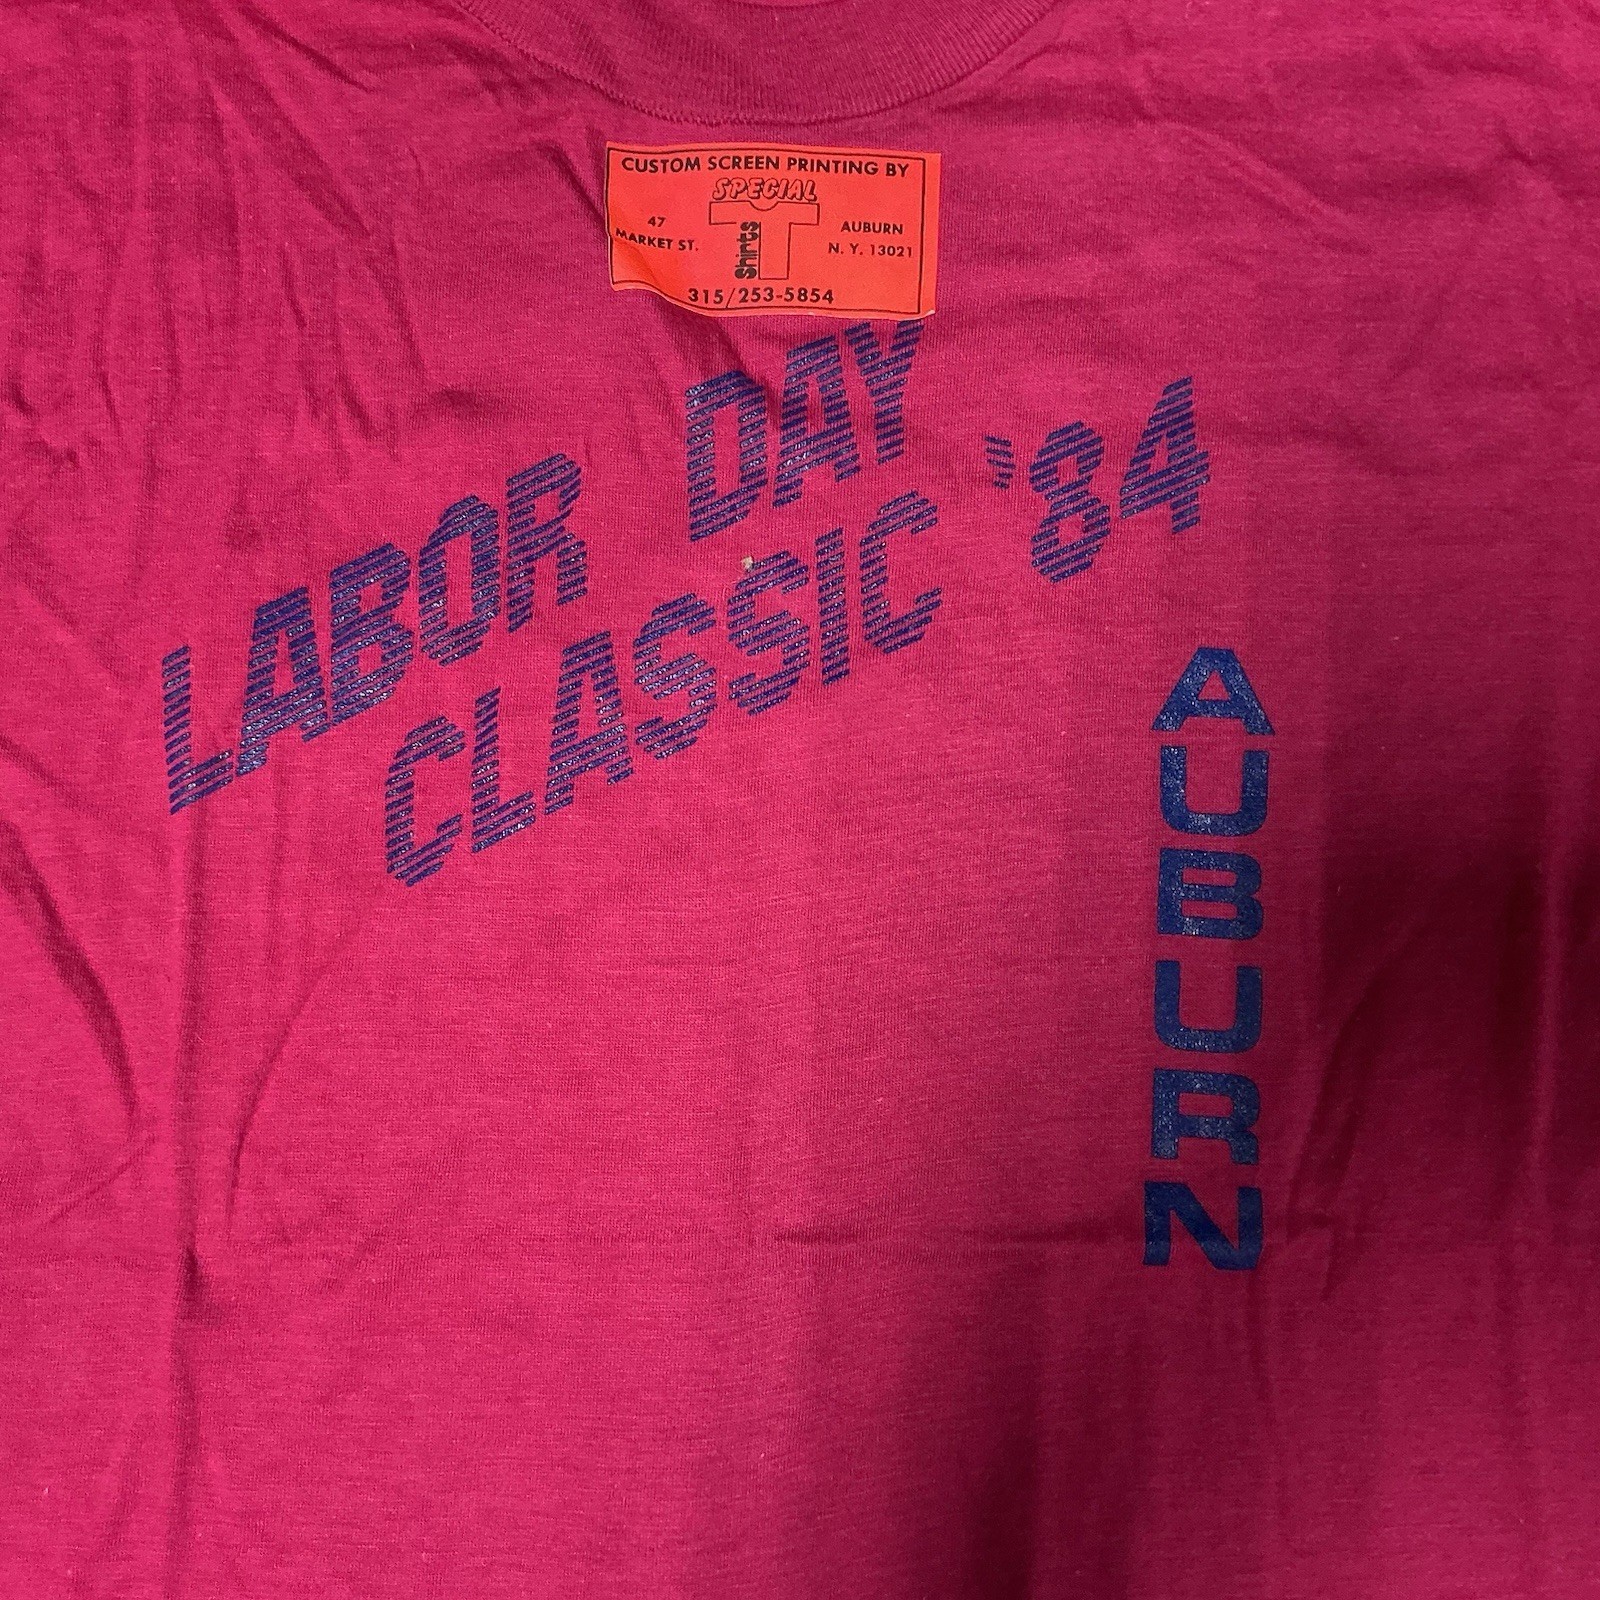 CUSTOM SCREEN PRINTING BY
SPECIAL
T
Shirts
47
MARKET ST.
AUBURN
N. Y. 13021
315/253-5854
LABOR DAY
CLASSIC '84
AUBURN